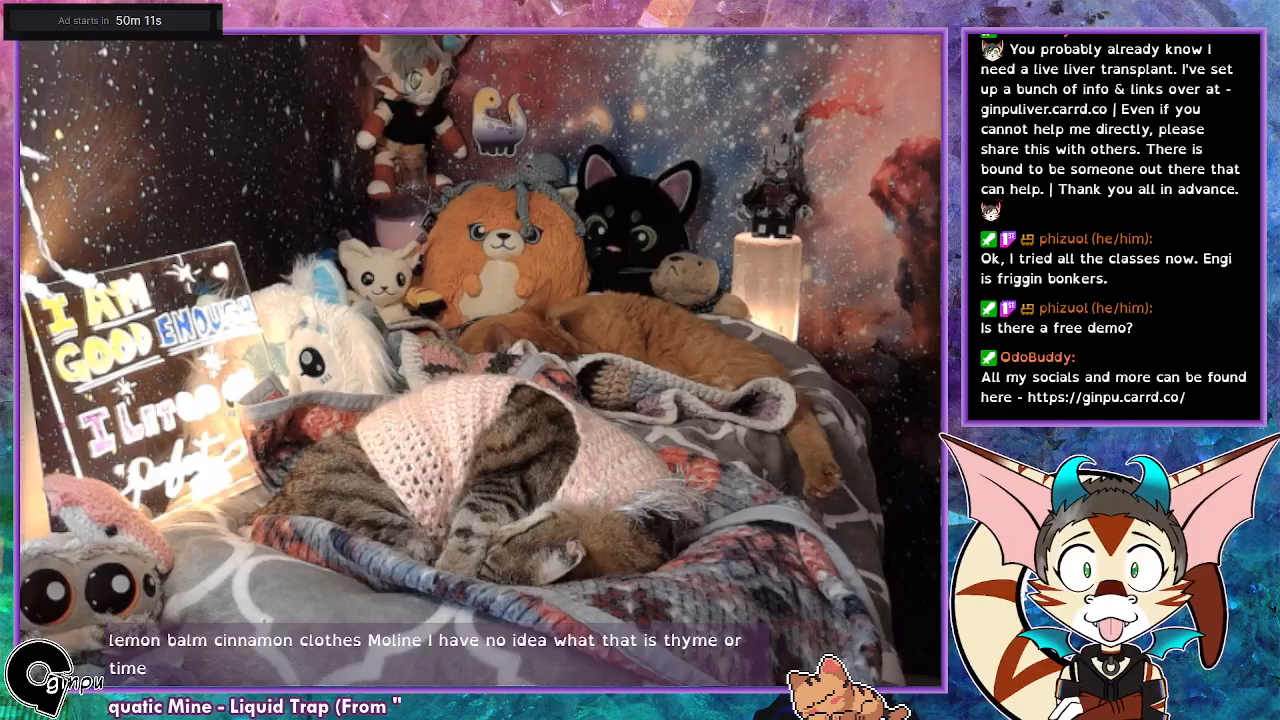 Ad starts in 50m 11s
You probably already know I
need a live liver transplant. I've set
up a bunch of info & links over at -
ginpuliver.carrd.co | Even if you
cannot help me directly, please
share this with others. There is
bound to be someone out there that
can help. | Thank you all in advance.
phizuol (he/him):
Ok, I tried all the classes now. Engi
is friggin bonkers.
phizuol (he/him):
Is there a free demo?
OdoBuddy:
All my socials and more can be found
here - https://ginpu.carrd.co/
I AM
GOOD ENOUGH
lemon balm cinnamon clothes Moline I have no idea what that is thyme or
time
ginpu
quatic Mine - Liquid Trap (From "